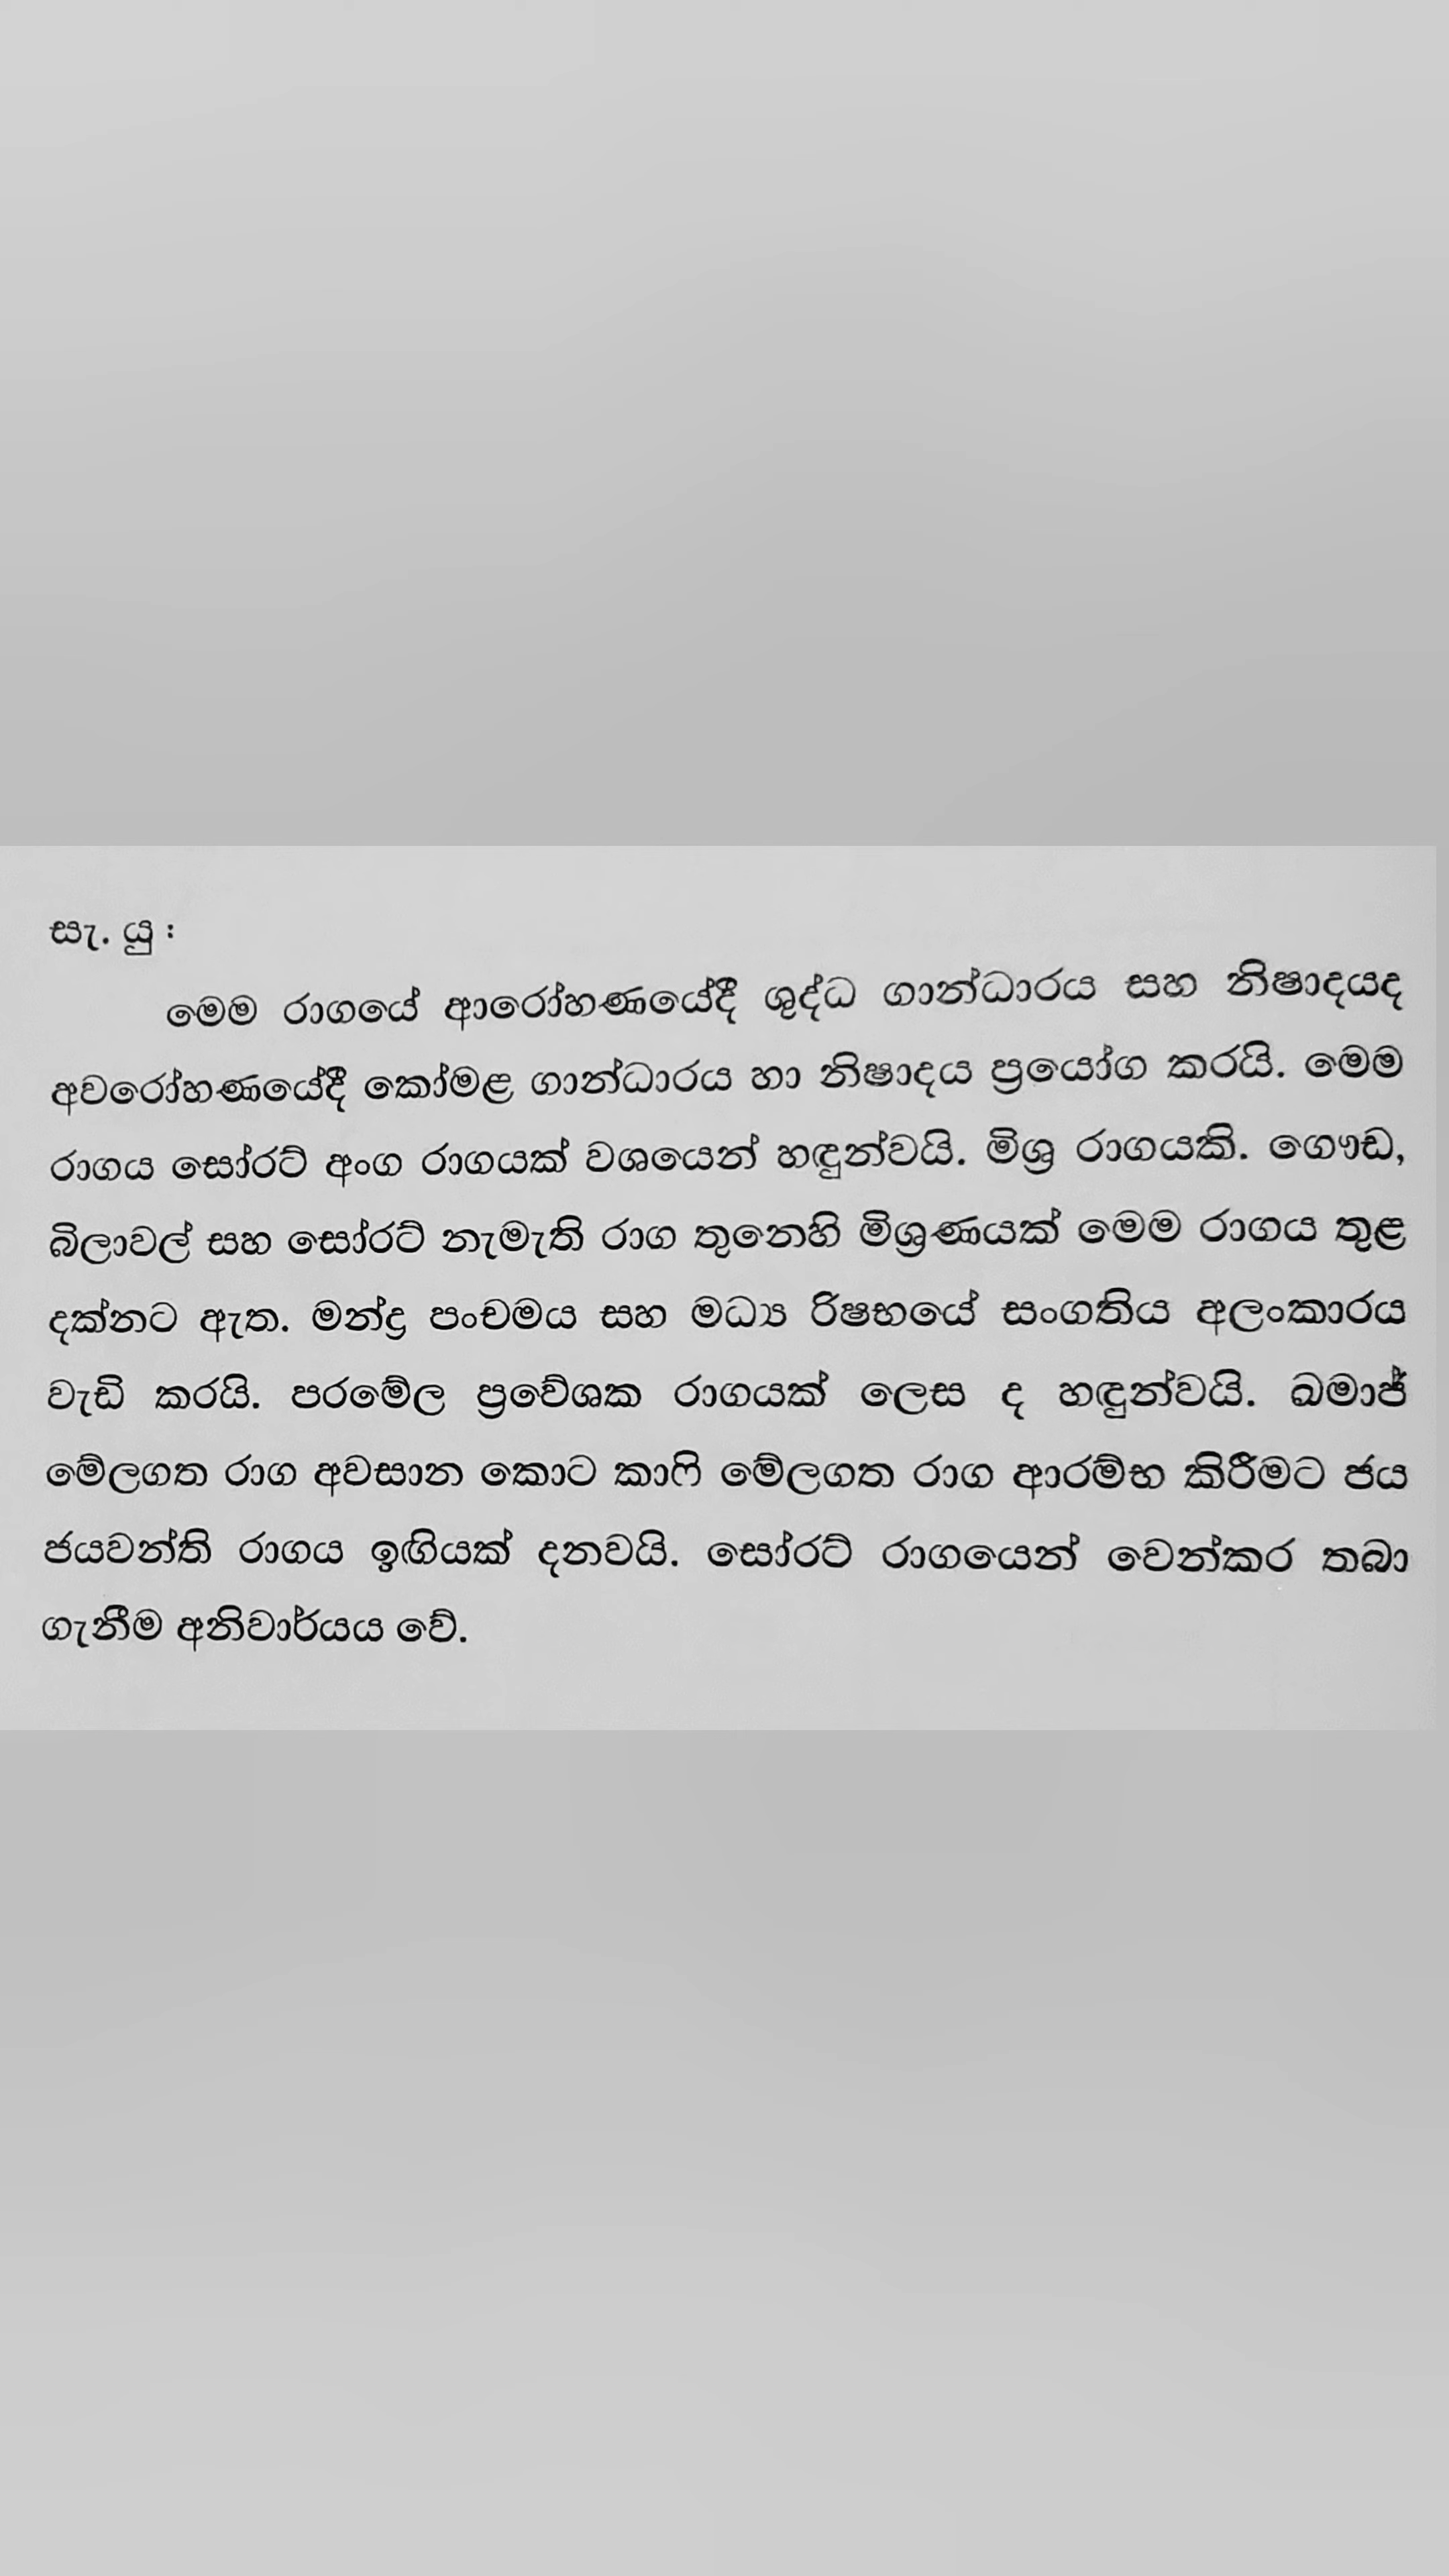 සැ. යු :
මෙම රාගයේ ආරෝහණයේදී ශුද්ධ ගාන්ධාරය සහ නිෂාදයද
අවරෝහණයේදී කෝමළ ගාන්ධාරය හා නිෂාදය ප්‍රයෝග කරයි. මෙම
රාගය සෝරට් අංග රාගයක් වශයෙන් හඳුන්වයි. මිශ්‍ර රාගයකි. ගෞඩ,
බිලාවල් සහ සෝරට් නැමැති රාග තුනෙහි මිශ්‍රණයක් මෙම රාගය තුළ
දක්නට ඇත. මන්ද්‍ර පංචමය සහ මධ්‍ය රිෂභයේ සංගතිය අලංකාරය
වැඩි කරයි. පරමේල ප්‍රවේශක රාගයක් ලෙස ද හඳුන්වයි. ඛමාජ්
මේලගත රාග අවසාන කොට කාෆි මේලගත රාග ආරම්භ කිරීමට ජය
ජයවන්ති රාගය ඉඟියක් දනවයි. සෝරට් රාගයෙන් වෙන්කර තබා
ගැනීම අනිවාර්යය වේ.